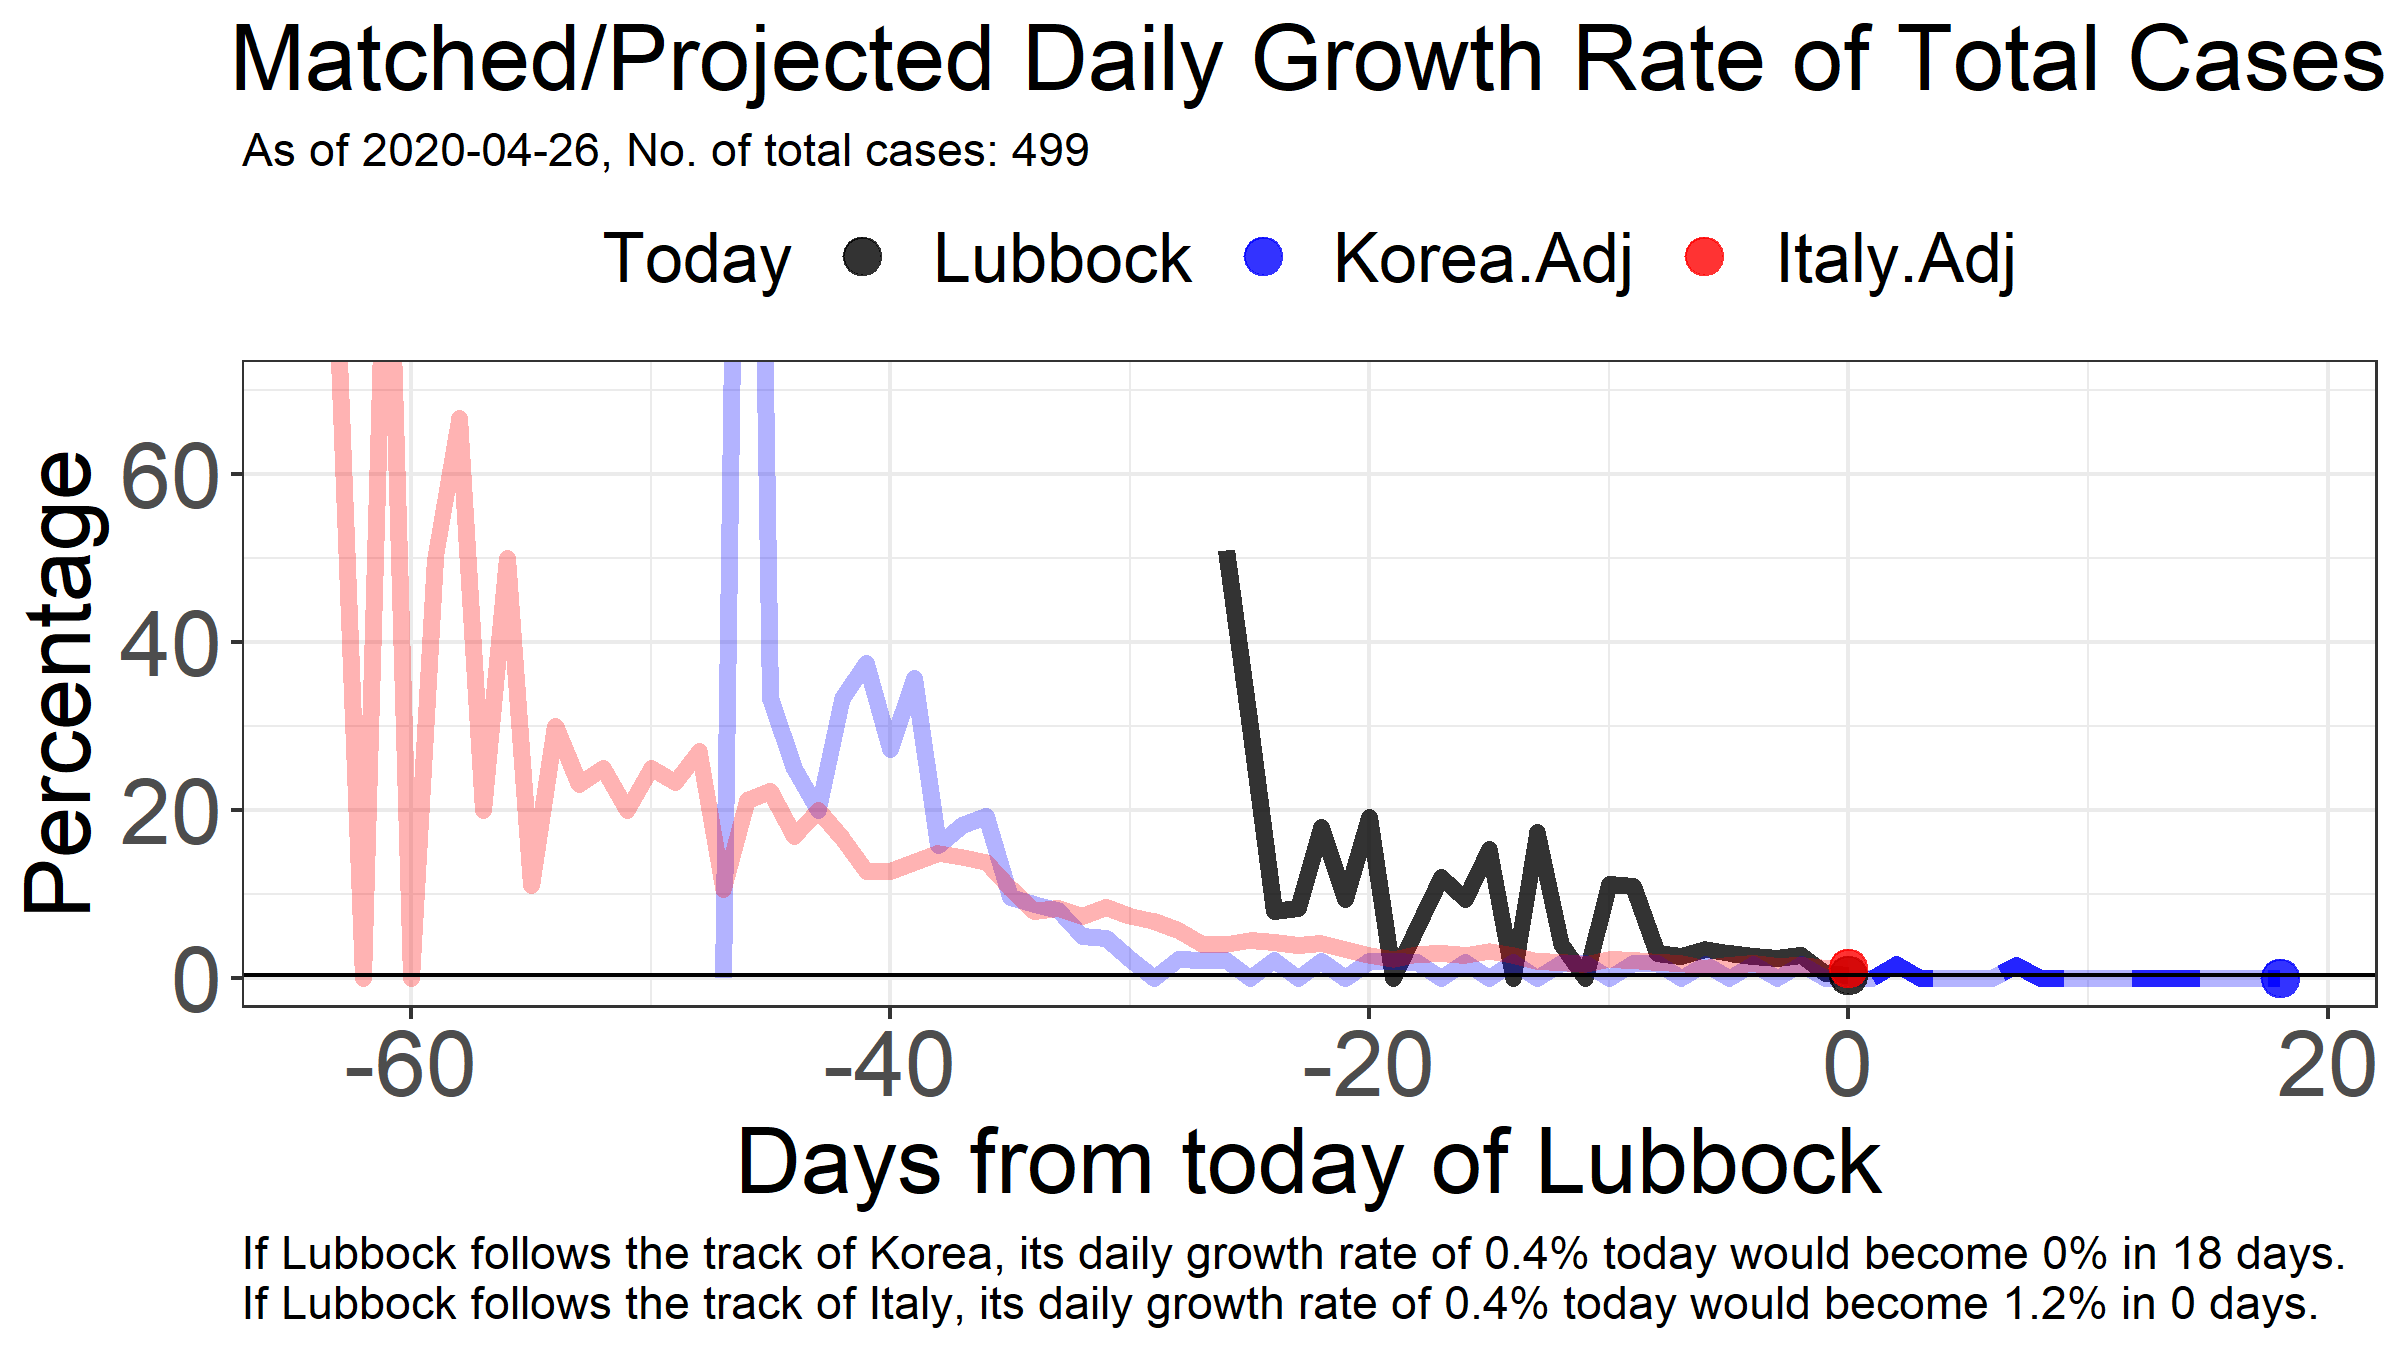 Matched/Projected Daily Growth Rate of Total Cases
As of 2020-04-26, No. of total cases: 499
Today Lubbock Korea.Adj Italy.Adj
Percentage
60
40
20
0
-60 -40 -20 0 20
Days from today of Lubbock
If Lubbock follows the track of Korea, its daily growth rate of 0.4% today would become 0% in 18 days.
If Lubbock follows the track of Italy, its daily growth rate of 0.4% today would become 1.2% in 0 days.